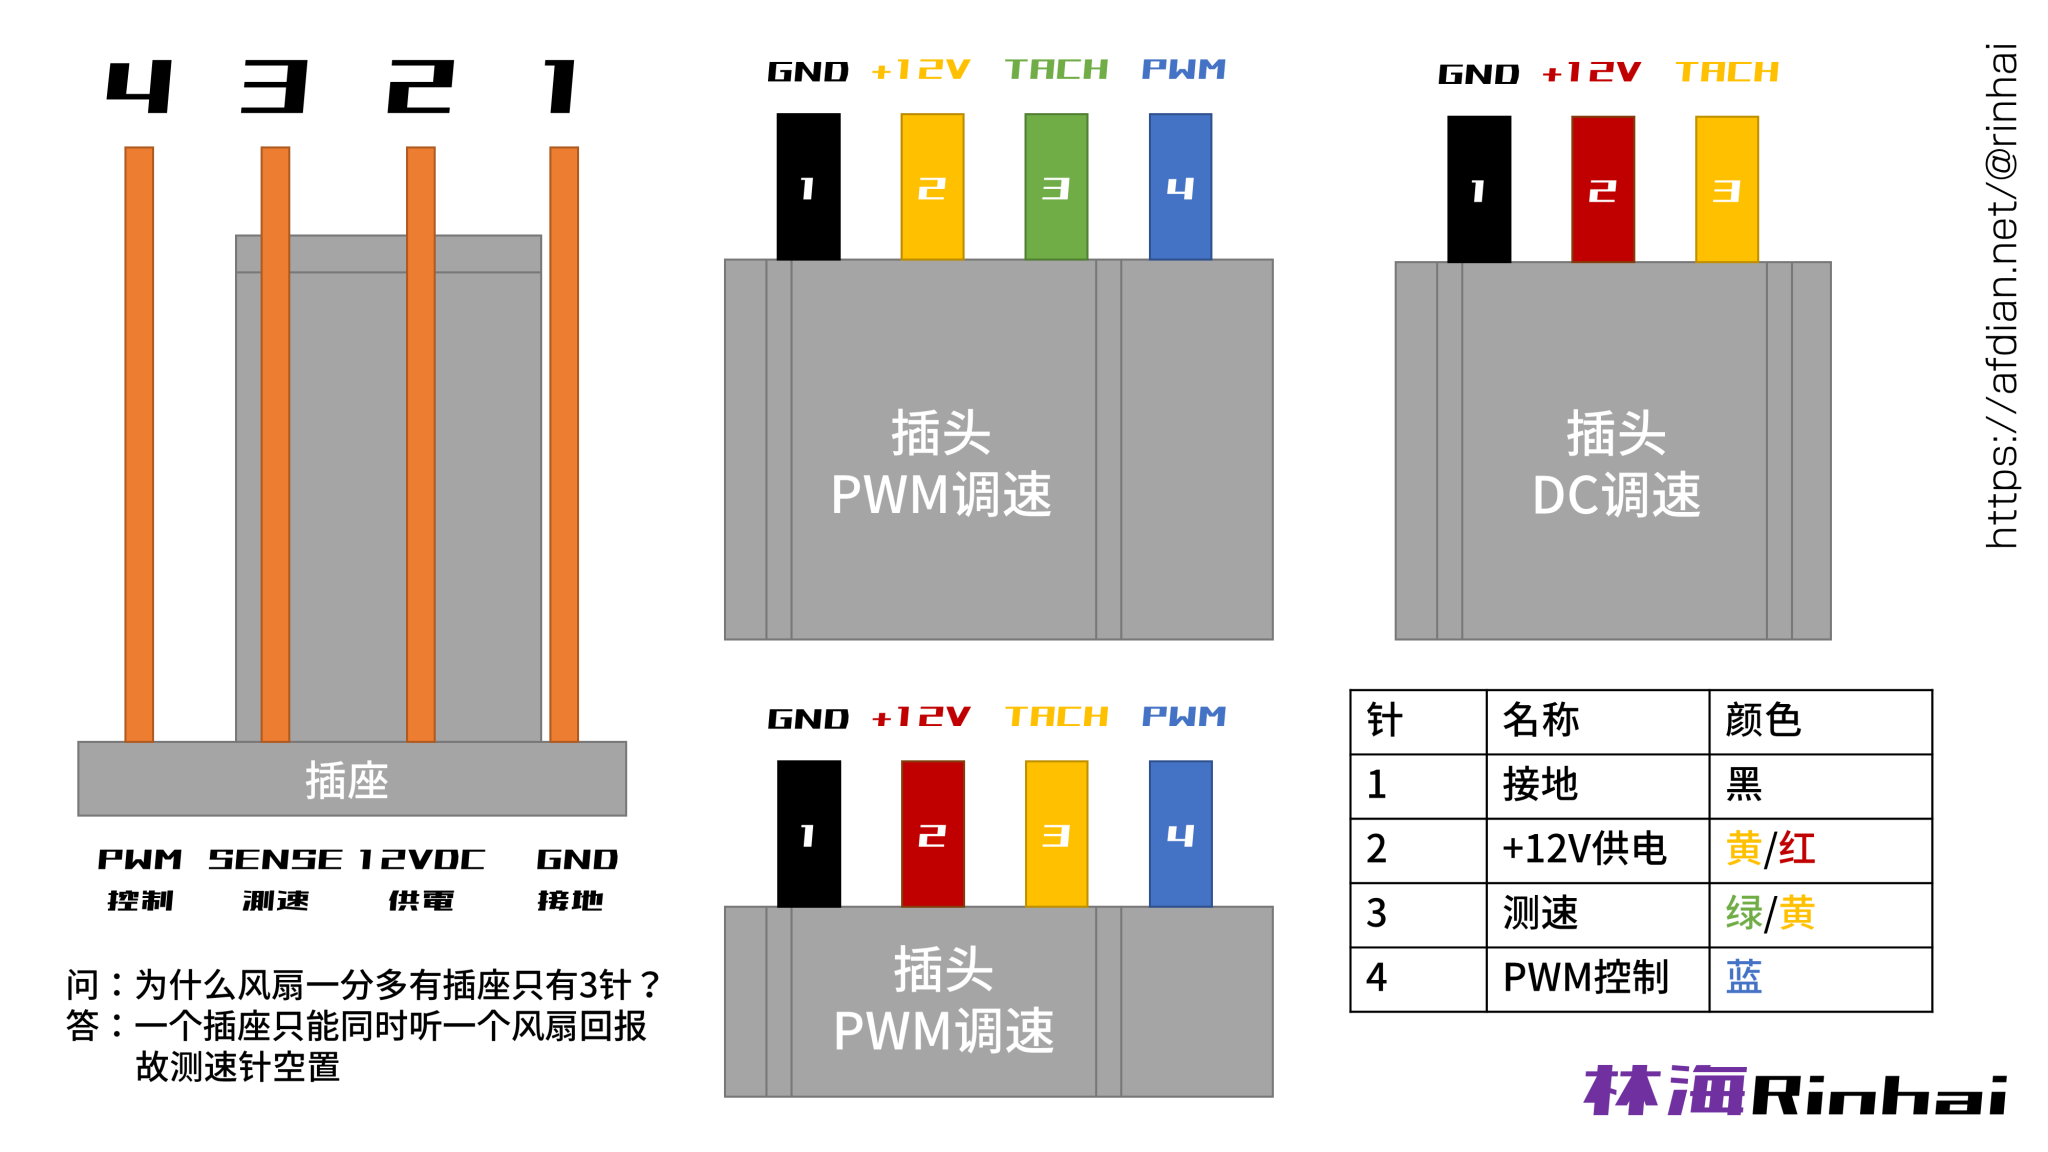 4 3 2 1
插座
PWM SENSE 12VDC GND
控制 測速 供電 接地
问：为什么风扇一分多有插座只有3针？
答：一个插座只能同时听一个风扇回报
故测速针空置
GND +12V TACH PWM
1 2 3 4
插头
PWM调速
GND +12V TACH PWM
1 2 3 4
插头
PWM调速
GND +12V TACH
1 2 3
插头
DC调速
针 名称 颜色
1 接地 黑
2 +12V供电 黄/红
3 测速 绿/黄
4 PWM控制 蓝
林海Rinhai
https://afdian.net/@rinhai